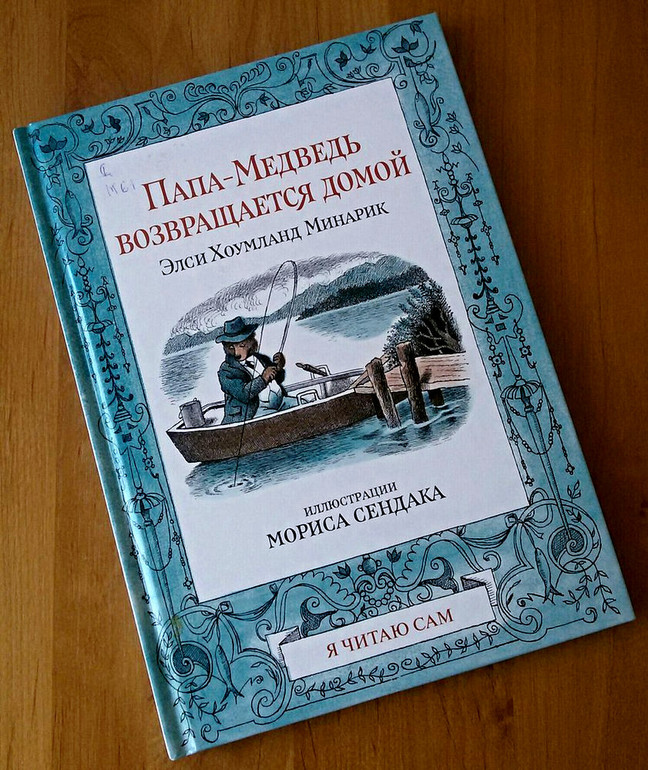 Папа-Медведь
возвращается домой
Элси Хоумланд Минарик
иллюстрации
Мориса Сендака
Я читаю сам